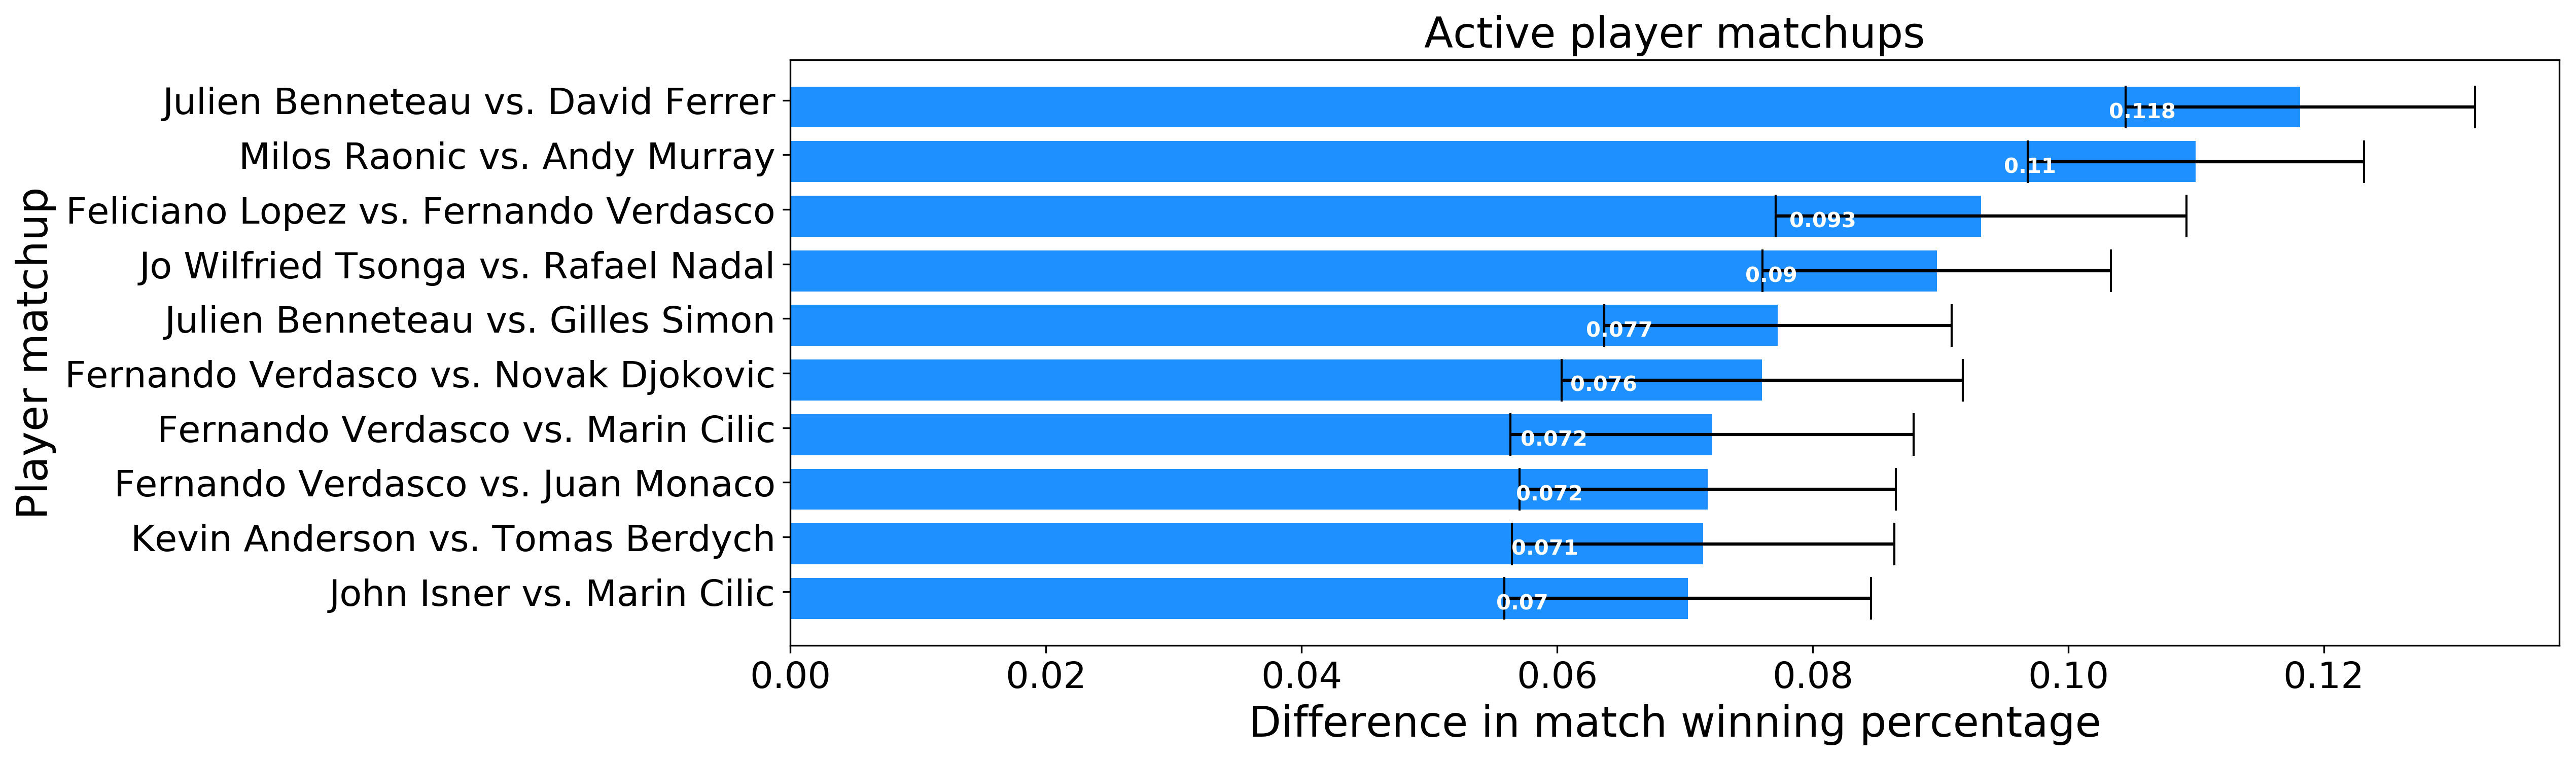 Active player matchups
Player matchup
Julien Benneteau vs. David Ferrer
0.118
Milos Raonic vs. Andy Murray
0.11
Feliciano Lopez vs. Fernando Verdasco
0.093
Jo Wilfried Tsonga vs. Rafael Nadal
0.09
Julien Benneteau vs. Gilles Simon
0.077
Fernando Verdasco vs. Novak Djokovic
0.076
Fernando Verdasco vs. Marin Cilic
0.072
Fernando Verdasco vs. Juan Monaco
0.072
Kevin Anderson vs. Tomas Berdych
0.071
John Isner vs. Marin Cilic
0.07
0.00 0.02 0.04 0.06 0.08 0.10 0.12
Difference in match winning percentage